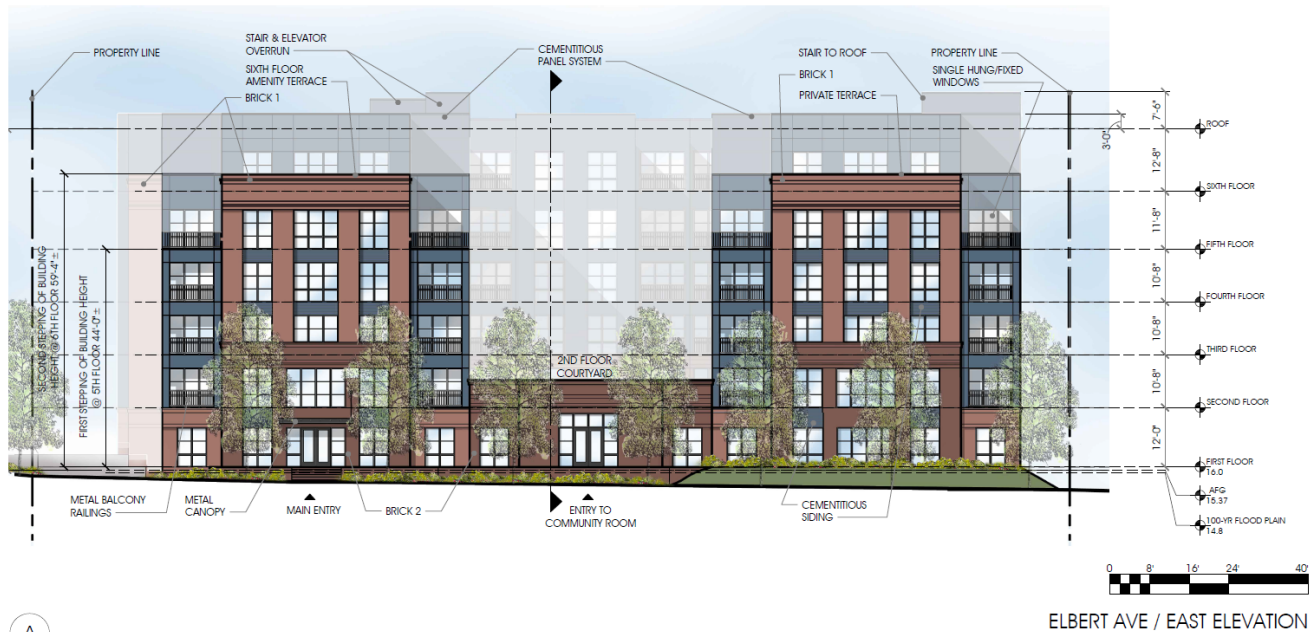 PROPERTY LINE
STAIR & ELEVATOR
OVERRUN
SIXTH FLOOR
AMENITY TERRACE
BRICK 1
CEMENTITIOUS
PANEL SYSTEM
STAIR TO ROOF
BRICK 1
PRIVATE TERRACE
PROPERTY LINE
SINGLE HUNG/FIXED
WINDOWS
7'-6"
3'-0"
ROOF
12'-8"
SIXTH FLOOR
11'-8"
FIFTH FLOOR
10'-8"
FOURTH FLOOR
10'-8"
THIRD FLOOR
10'-8"
SECOND FLOOR
12'-0"
FIRST FLOOR
16.0
AFG
15.37
100-YR FLOOD PLAIN
14.8
SECOND STEPPING OF BUILDING
HEIGHT @ 6TH FLOOR 59'-4" ±
FIRST STEPPING OF BUILDING HEIGHT
@ 5TH FLOOR 44'-0" ±
2ND FLOOR
COURTYARD
METAL BALCONY
RAILINGS
METAL
CANOPY
MAIN ENTRY
BRICK 2
ENTRY TO
COMMUNITY ROOM
CEMENTITIOUS
SIDING
0 8' 16' 24' 40'
ELBERT AVE / EAST ELEVATION
A